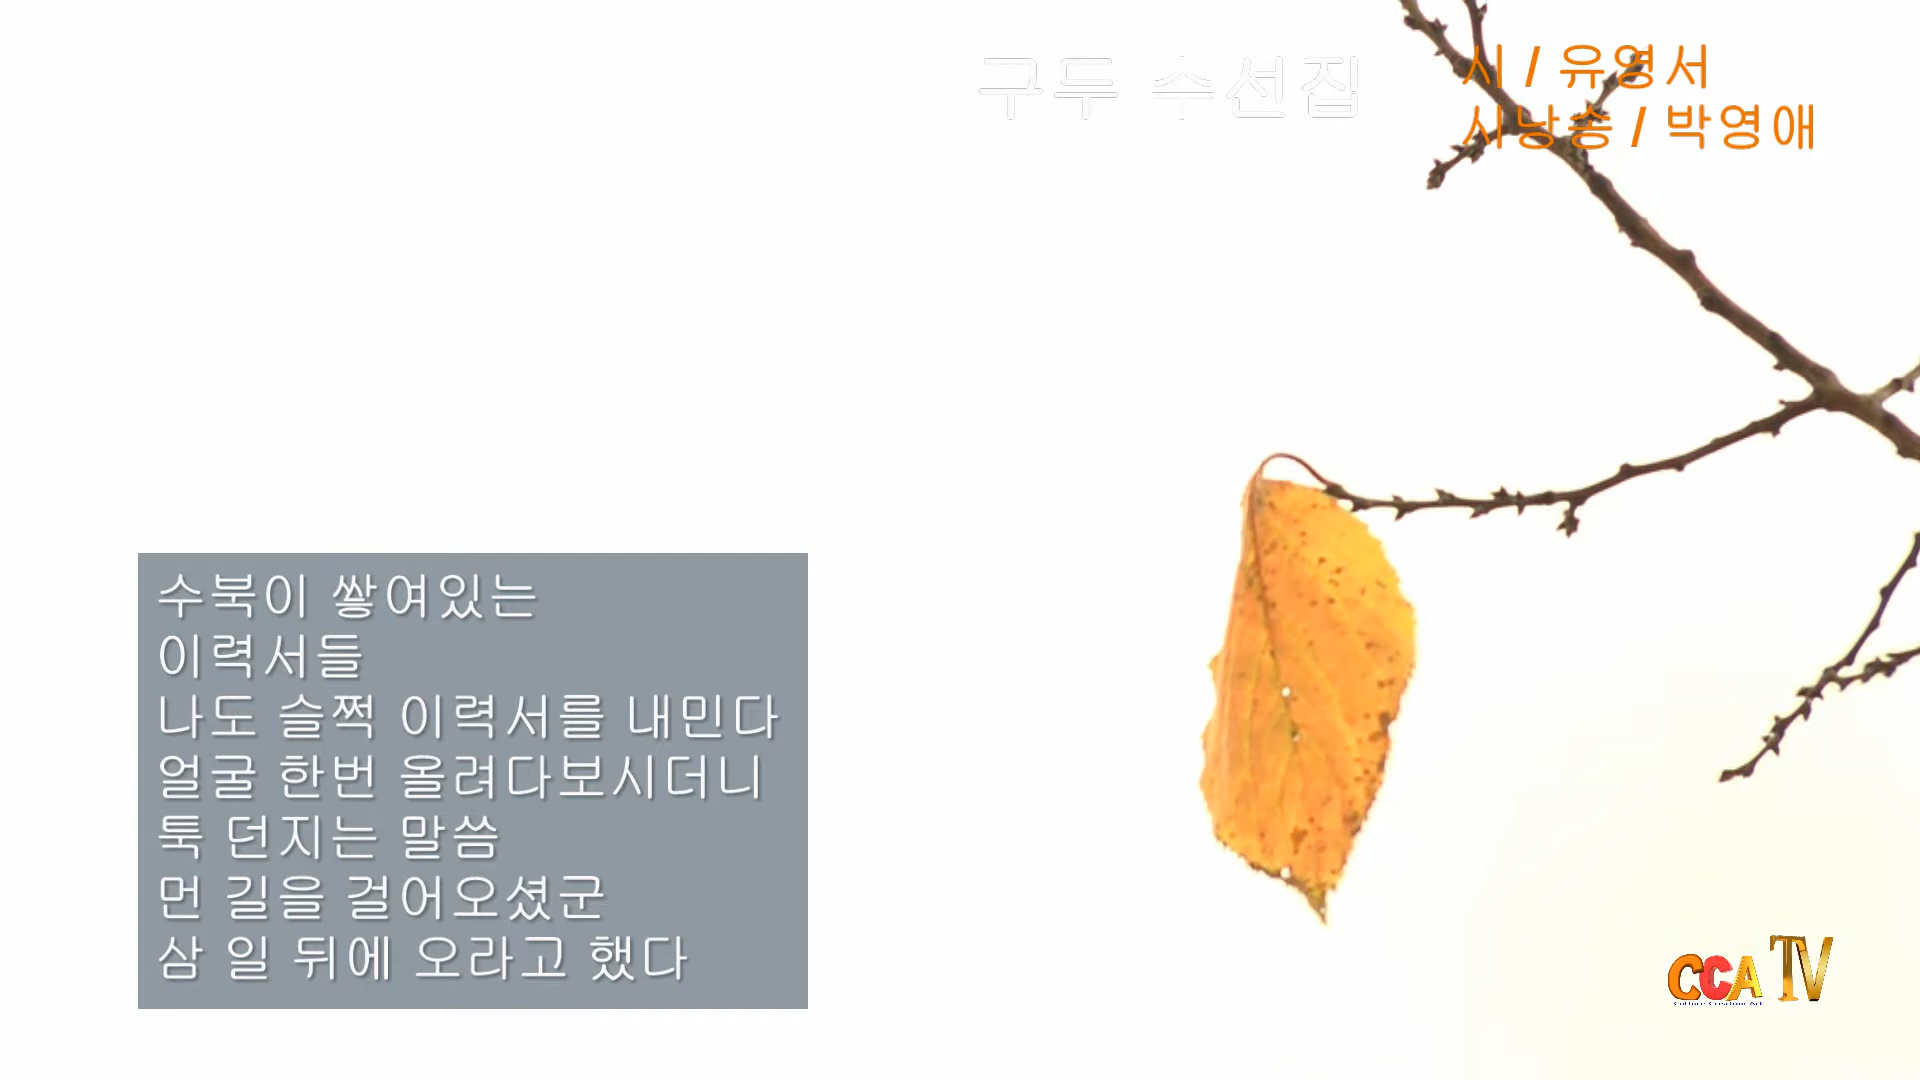 구두 수선집
시 / 유영서
시낭송 / 박영애
수북이 쌓여있는
이력서들
나도 슬쩍 이력서를 내민다
얼굴 한번 올려다보시더니
툭 던지는 말씀
먼 길을 걸어오셨군
삼 일 뒤에 오라고 했다
CCA TV
Culture Creation Art